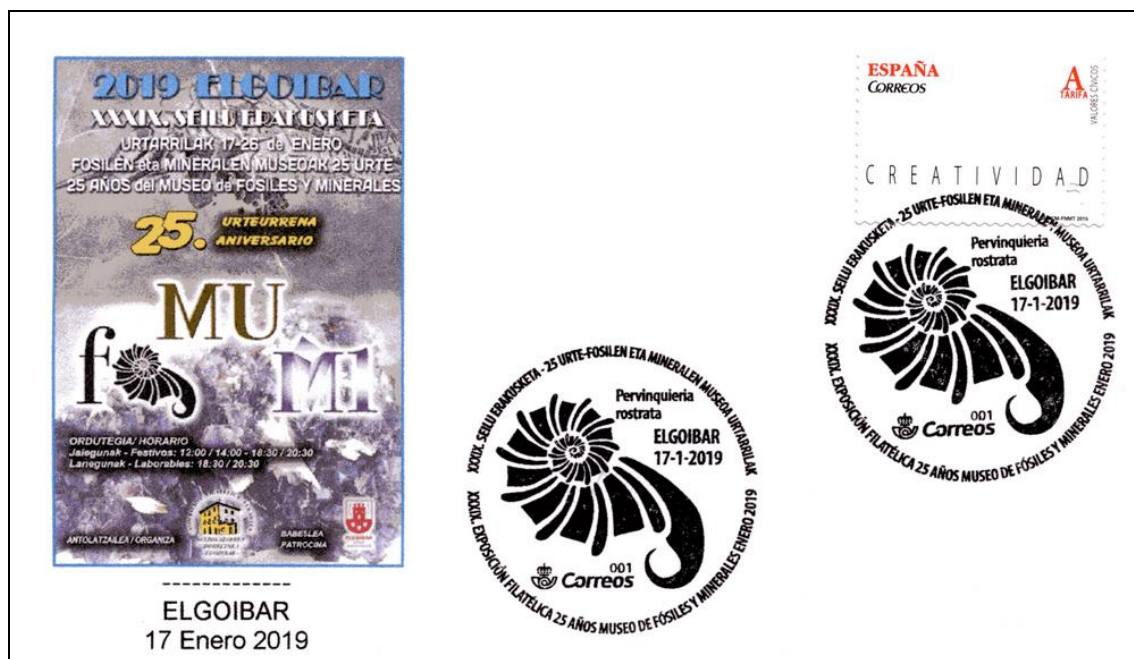 2019 ELGOIBAR
XXXIX. SEILU ERAKUSKETA
URTARRILAK 17-26 de ENERO
FOSILEN eta MINERALEN MUSEOAK 25 URTE
25 AÑOS del MUSEO de FÓSILES Y MINERALES
25. URTEURRENA
ANIVERSARIO
MU
fos
MI
ORDUTEGIA/ HORARIO
Jaiegunak - Festivos: 12:00 / 14:00 - 18:30 / 20:30
Lanegunak - Laborables: 18:30 / 20:30
ANTOLATZAILEA / ORGANIZA
BABESLEA
PATROCINA
-------------
ELGOIBAR
17 Enero 2019
XXXIX. SEILU ERAKUSKETA - 25 URTE-FOSILEN ETA MINERALEN MUSEOA URTARRILAK
Pervinquieria
rostrata
ELGOIBAR
17-1-2019
001
Correos
XXXIX. EXPOSICIÓN FILATÉLICA 25 AÑOS MUSEO DE FÓSILES Y MINERALES ENERO 2019
ESPAÑA
CORREOS
A
TARIFA
VALORES CÍVICOS
CREATIVIDAD
XXXIX. SEILU ERAKUSKETA - 25 URTE-FOSILEN ETA MINERALEN MUSEOA URTARRILAK
Pervinquieria
rostrata
ELGOIBAR
17-1-2019
001
Correos
XXXIX. EXPOSICIÓN FILATÉLICA 25 AÑOS MUSEO DE FÓSILES Y MINERALES ENERO 2019